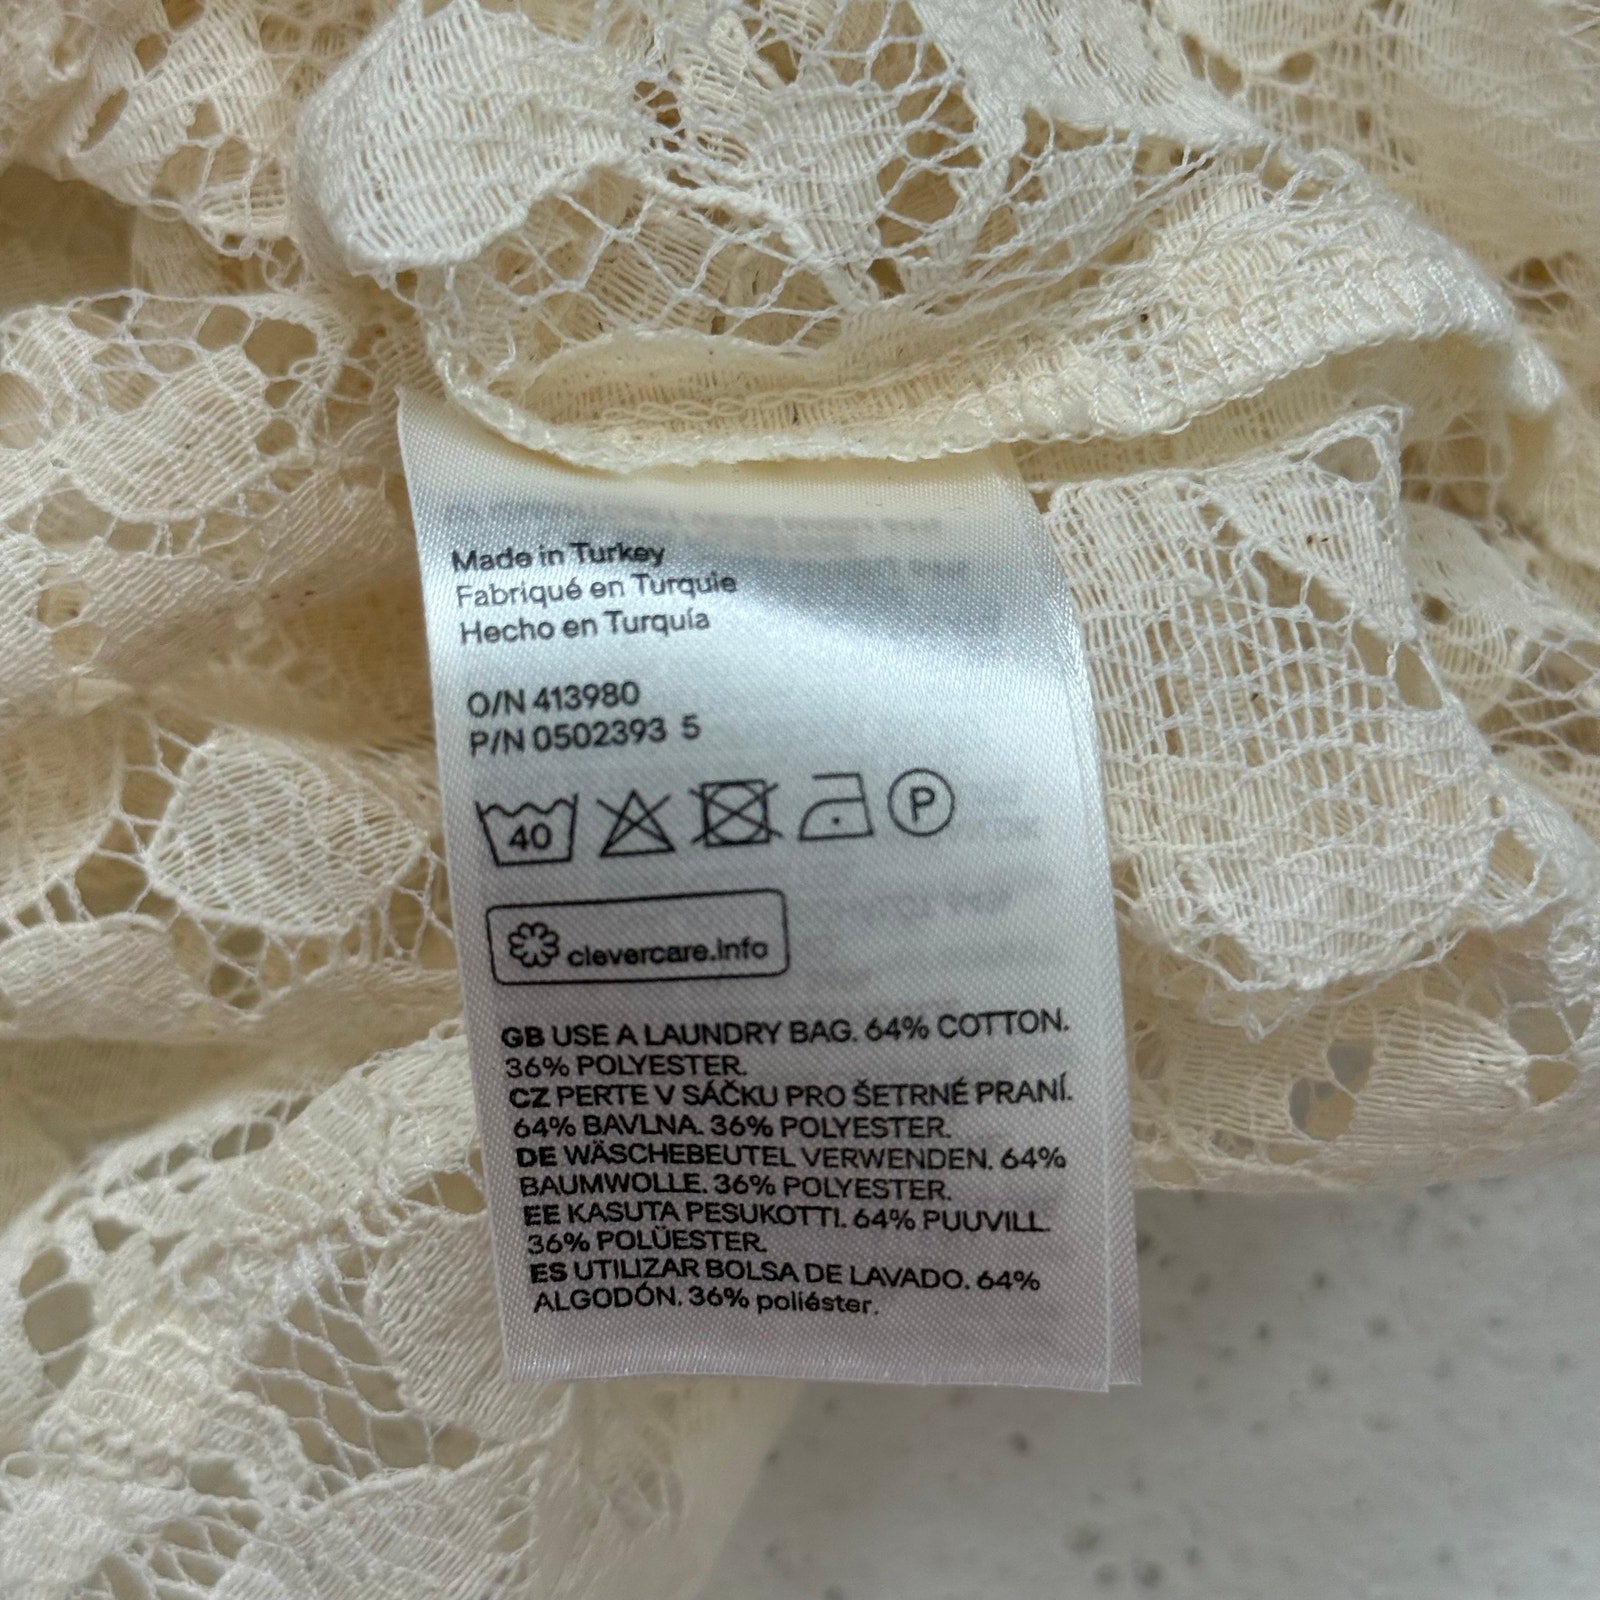 Made in Turkey
Fabriqué en Turquie
Hecho en Turquía
O/N 413980
P/N 0502393 5
40
P
clevercare.info
GB USE A LAUNDRY BAG. 64% COTTON.
36% POLYESTER.
CZ PERTE V SÁČKU PRO ŠETRNÉ PRANÍ.
64% BAVLNA. 36% POLYESTER.
DE WÄSCHEBEUTEL VERWENDEN. 64%
BAUMWOLLE. 36% POLYESTER.
EE KASUTA PESUKOTTI. 64% PUUVILL.
36% POLÜESTER.
ES UTILIZAR BOLSA DE LAVADO. 64%
ALGODÓN. 36% poliéster.